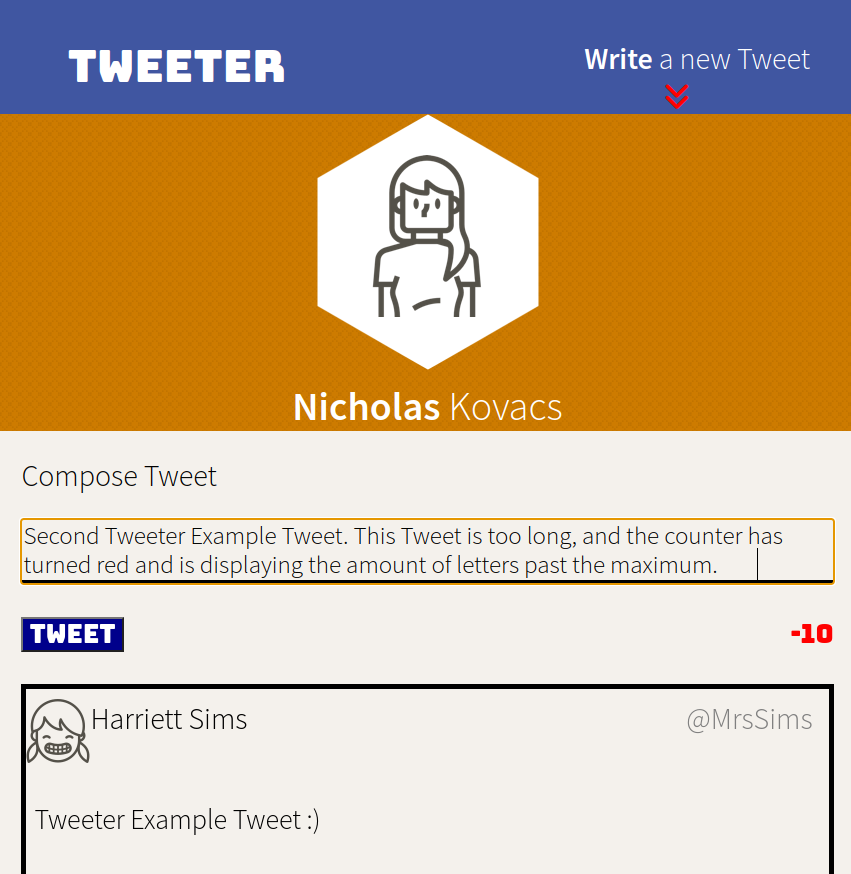 TWEETER
Write a new Tweet
Nicholas Kovacs
Compose Tweet
Second Tweeter Example Tweet. This Tweet is too long, and the counter has
turned red and is displaying the amount of letters past the maximum.
TWEET
-10
Harriett Sims
@MrsSims
Tweeter Example Tweet :)